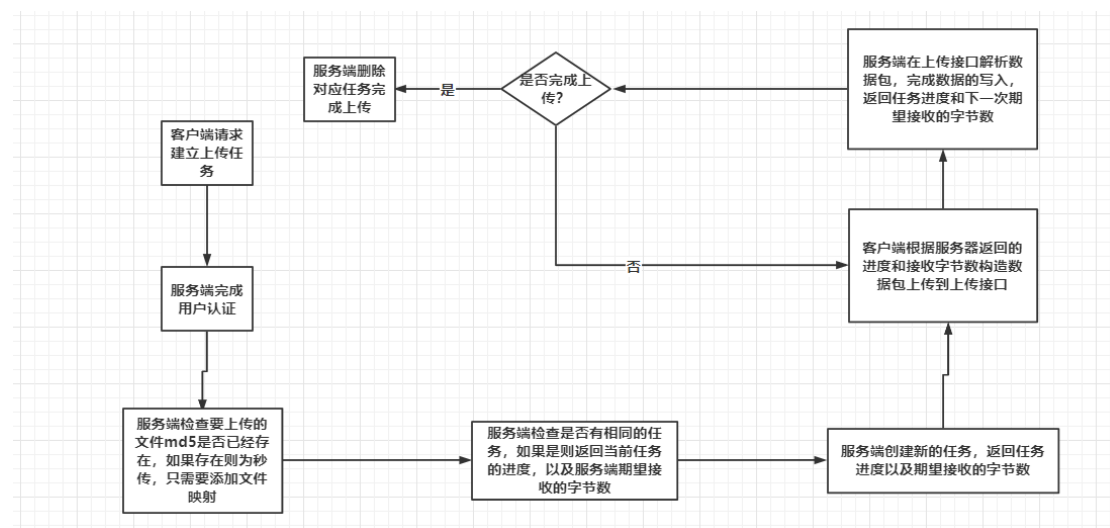 客户端请求
建立上传任
务
服务端完成
用户认证
服务端检查要上传的
文件md5是否已经存
在，如果存在则为秒
传，只需要添加文件
映射
服务端检查是否有相同的任
务，如果是则返回当前任务
的进度，以及服务端期望接
收的字节数
服务端创建新的任务，返回任务
进度以及期望接收的字节数
客户端根据服务器返回的
进度和接收字节数构造数
据包上传到上传接口
服务端在上传接口解析数
据包，完成数据的写入，
返回任务进度和下一次期
望接收的字节数
是否完成上
传？
是
否
服务端删除
对应任务完
成上传